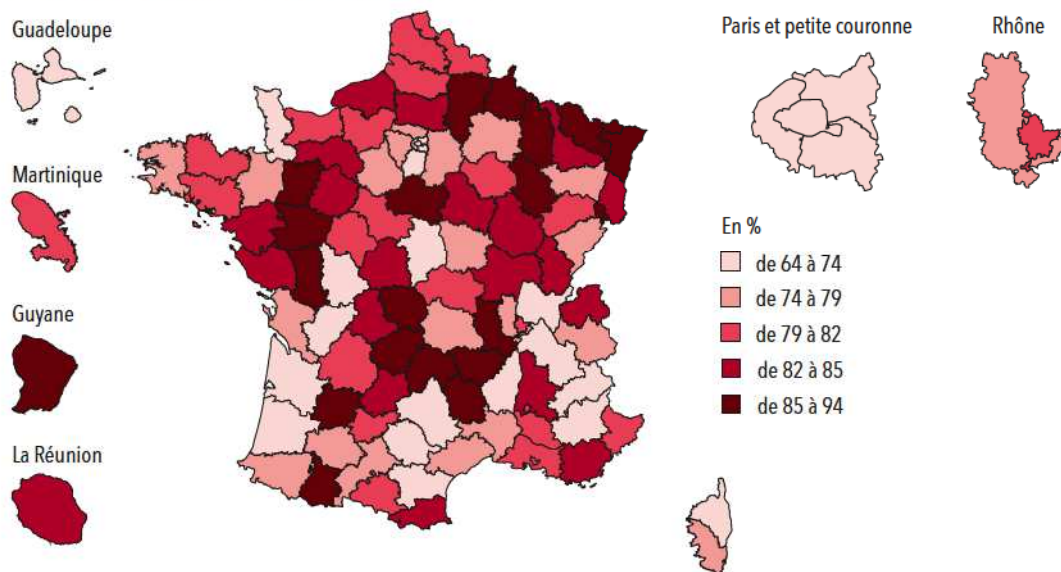 Guadeloupe
Martinique
Guyane
La Réunion
Paris et petite couronne
Rhône
En %
de 64 à 74
de 74 à 79
de 79 à 82
de 82 à 85
de 85 à 94